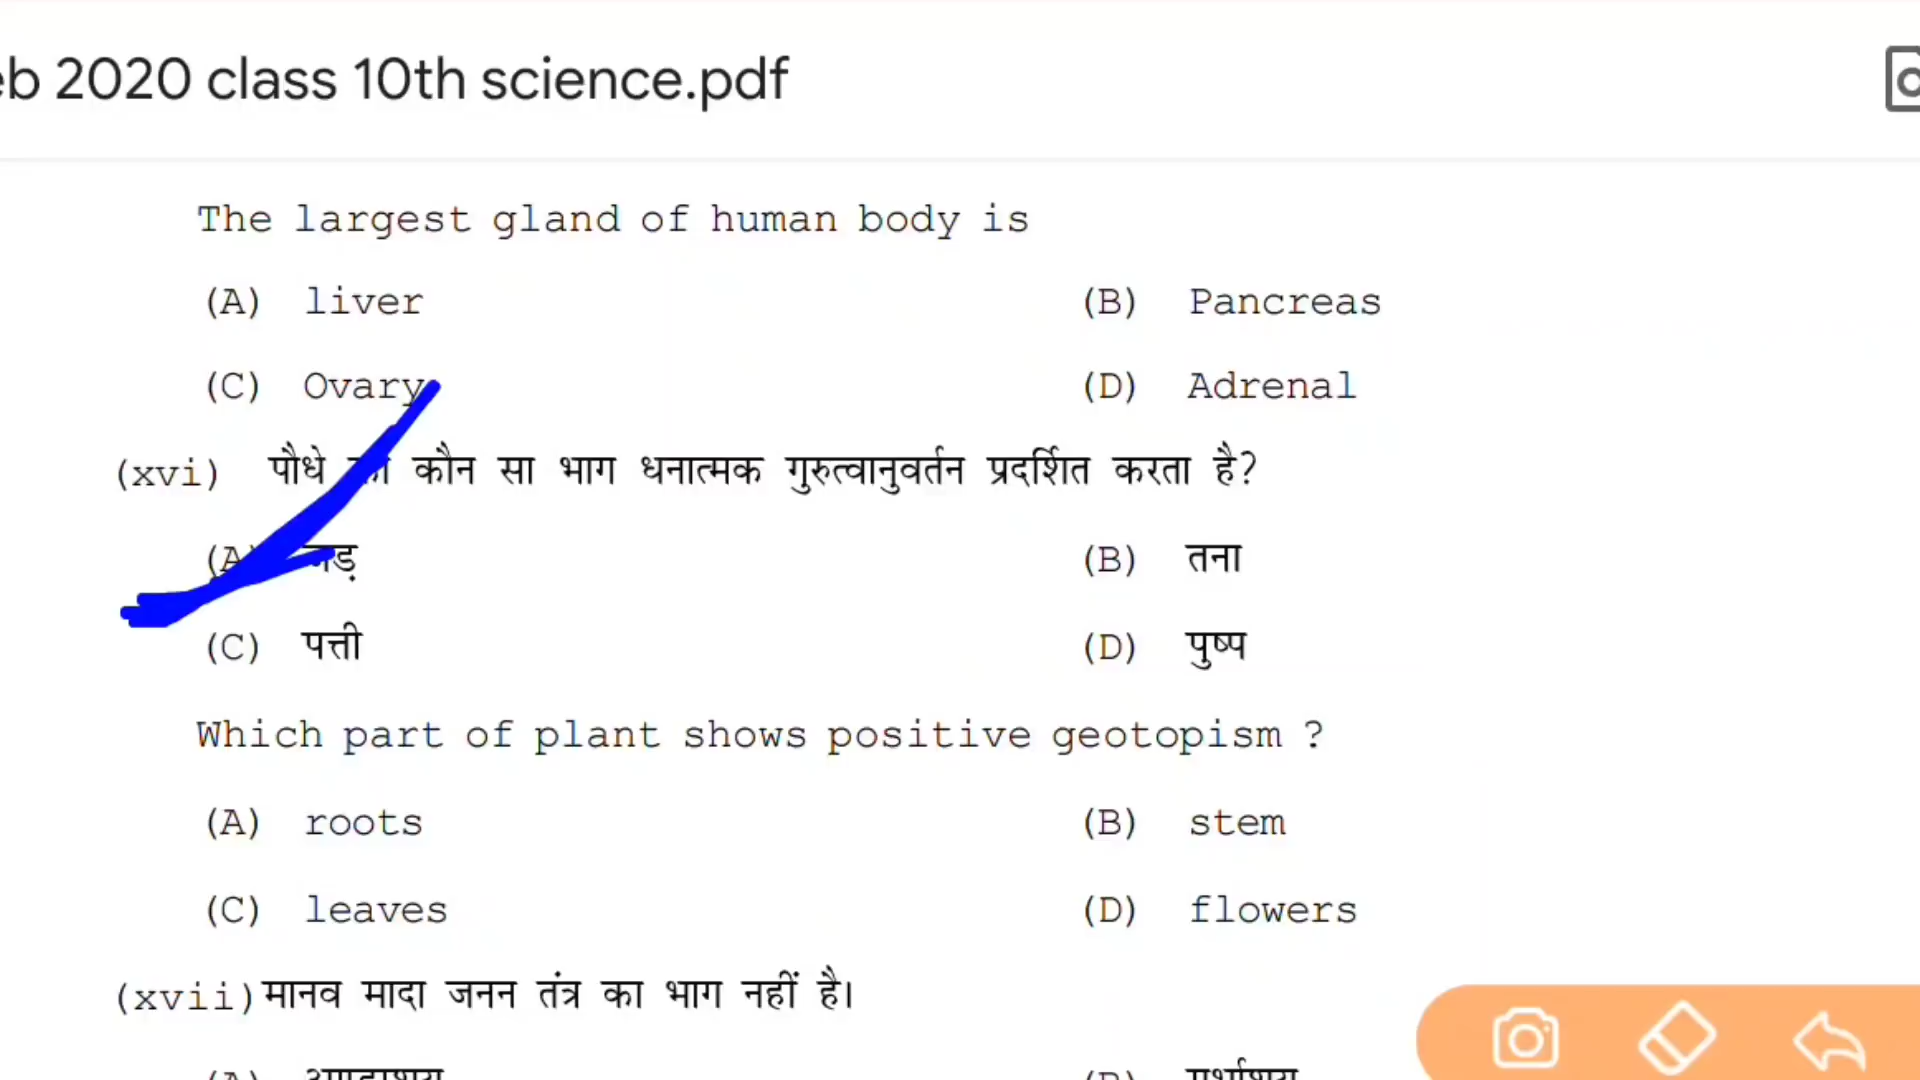 eb 2020 class 10th science.pdf
The largest gland of human body is
(A) liver (B) Pancreas
(C) Ovary (D) Adrenal
(xvi) पौधे का कौन सा भाग धनात्मक गुरुत्वानुवर्तन प्रदर्शित करता है?
(A) जड़ (B) तना
(C) पत्ती (D) पुष्प
Which part of plant shows positive geotopism ?
(A) roots (B) stem
(C) leaves (D) flowers
(xvii) मानव मादा जनन तंत्र का भाग नहीं है।